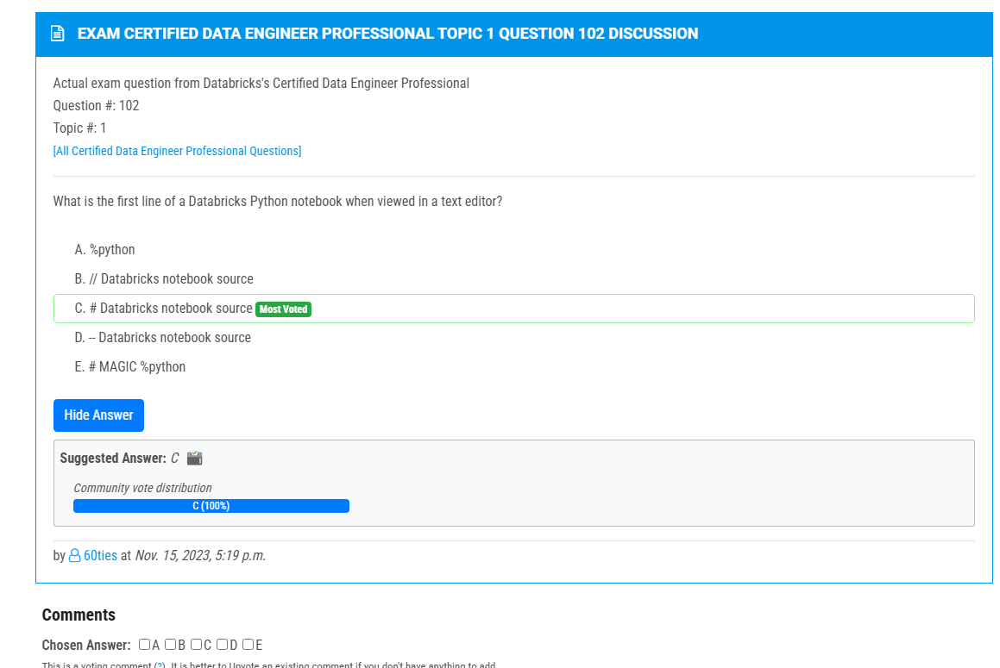 EXAM CERTIFIED DATA ENGINEER PROFESSIONAL TOPIC 1 QUESTION 102 DISCUSSION
Actual exam question from Databricks's Certified Data Engineer Professional
Question #: 102
Topic #: 1
[All Certified Data Engineer Professional Questions]
What is the first line of a Databricks Python notebook when viewed in a text editor?
A. %python
B. // Databricks notebook source
C. # Databricks notebook source Most Voted
D. -- Databricks notebook source
E. # MAGIC %python
Hide Answer
Suggested Answer: C
Community vote distribution
C (100%)
by 60ties at Nov. 15, 2023, 5:19 p.m.
Comments
Chosen Answer: A B C D E
This is a voting comment (?). It is better to Upvote an existing comment if you don't have anything to add.